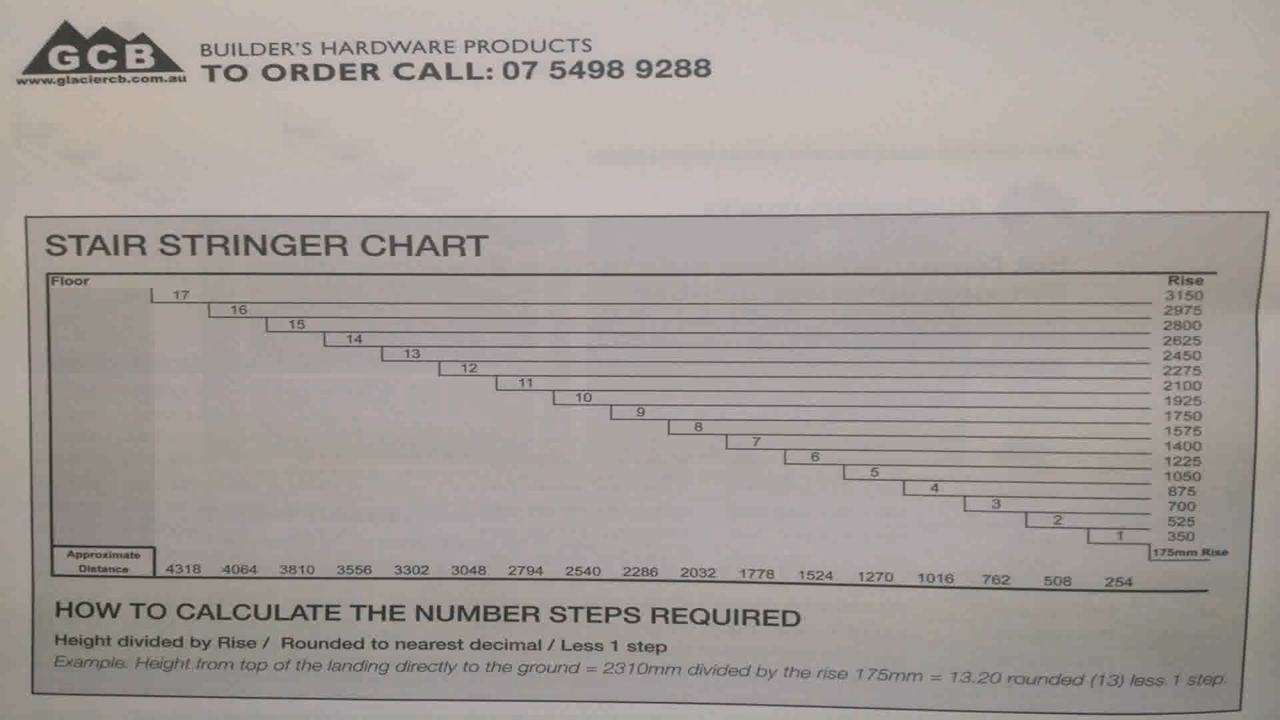 GCB
www.glaciercb.com.au
BUILDER'S HARDWARE PRODUCTS
TO ORDER CALL: 07 5498 9288
STAIR STRINGER CHART
Floor Rise
17 3150
16 2975
15 2800
14 2625
13 2450
12 2275
11 2100
10 1925
9 1750
8 1575
7 1400
6 1225
5 1050
4 875
3 700
2 525
1 350
175mm Rise
Approximate
Distance 4318 4064 3810 3556 3302 3048 2794 2540 2286 2032 1778 1524 1270 1016 762 508 254
HOW TO CALCULATE THE NUMBER STEPS REQUIRED
Height divided by Rise / Rounded to nearest decimal / Less 1 step
Example: Height from top of the landing directly to the ground = 2310mm divided by the rise 175mm = 13.20 rounded (13) less 1 step.